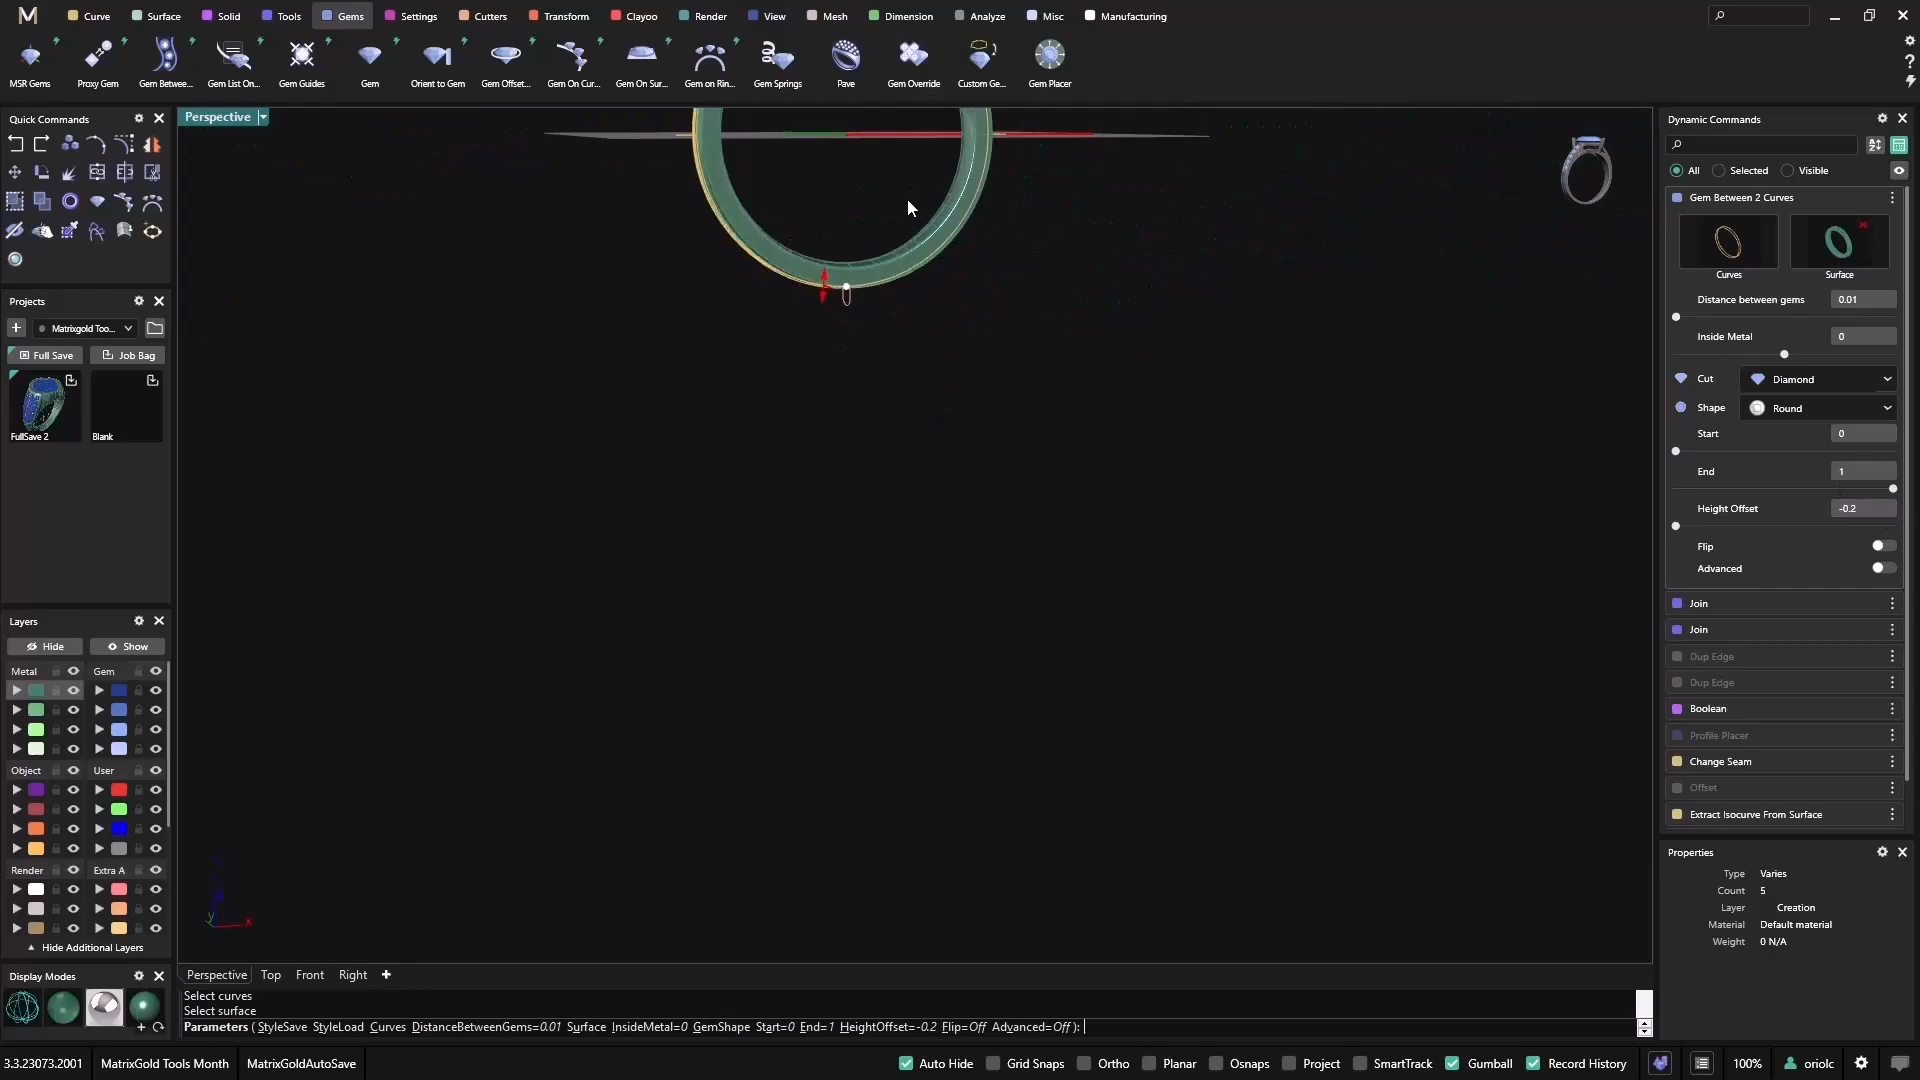 M Curve Surface Solid Tools Gems Settings Cutters Transform Clayoo Render View Mesh Dimension Analyze Misc Manufacturing
MSR Gems Proxy Gem Gem Betwee... Gem List On... Gem Guides Gem Orient to Gem Gem Offset... Gem On Cur... Gem On Sur... Gem on Rin... Gem Springs Pave Gem Override Custom Ge... Gem Placer
Quick Commands
Projects
Matrixgold Too...
Full Save Job Bag
FullSave 2 Blank
Layers
Hide Show
Metal Gem
Object User
Render Extra A
Hide Additional Layers
Display Modes
Perspective
x
y
Perspective Top Front Right +
Select curves
Select surface
Parameters ( StyleSave StyleLoad Curves DistanceBetweenGems=0.01 Surface InsideMetal=0 GemShape Start=0 End=1 HeightOffset=-0.2 Flip=Off Advanced=Off ):
Dynamic Commands
All Selected Visible
Gem Between 2 Curves
Curves Surface
Distance between gems 0.01
Inside Metal 0
Cut Diamond
Shape Round
Start 0
End 1
Height Offset -0.2
Flip
Advanced
Join
Join
Dup Edge
Dup Edge
Boolean
Profile Placer
Change Seam
Offset
Extract Isocurve From Surface
Properties
Type Varies
Count 5
Layer Creation
Material Default material
Weight 0 N/A
3.3.23073.2001 MatrixGold Tools Month MatrixGoldAutoSave Auto Hide Grid Snaps Ortho Planar Osnaps Project SmartTrack Gumball Record History 100% oriolc